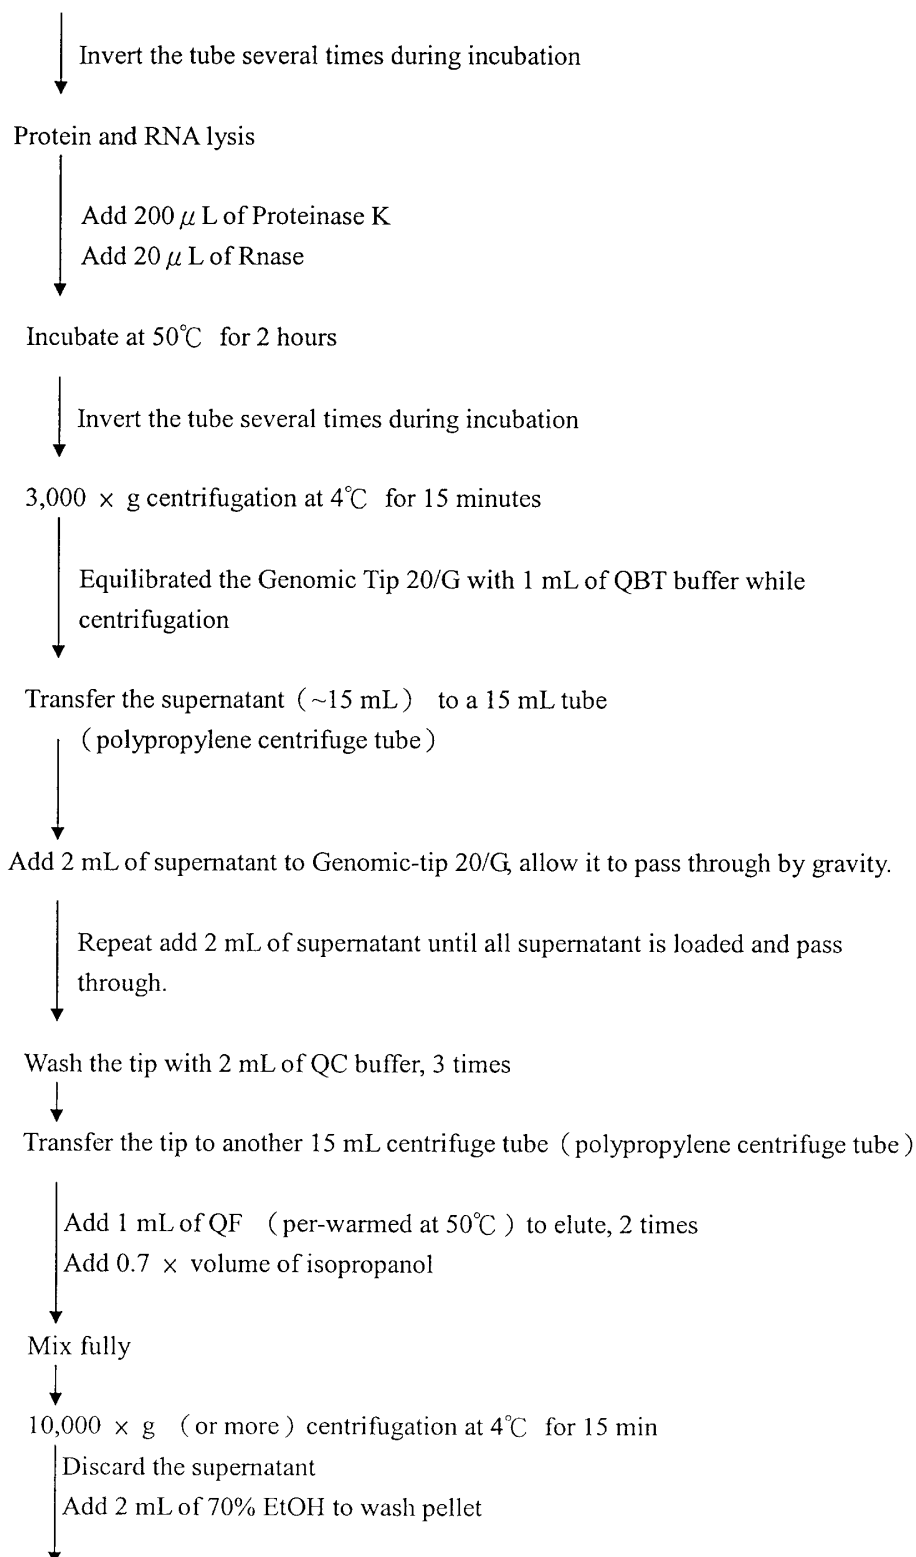 Invert the tube several times during incubation
Protein and RNA lysis
Add 200 μ L of Proteinase K
Add 20 μ L of Rnase
Incubate at 50℃ for 2 hours
Invert the tube several times during incubation
3,000 × g centrifugation at 4℃ for 15 minutes
Equilibrated the Genomic Tip 20/G with 1 mL of QBT buffer while
centrifugation
Transfer the supernatant (~15 mL) to a 15 mL tube
(polypropylene centrifuge tube)
Add 2 mL of supernatant to Genomic-tip 20/G, allow it to pass through by gravity.
Repeat add 2 mL of supernatant until all supernatant is loaded and pass
through.
Wash the tip with 2 mL of QC buffer, 3 times
Transfer the tip to another 15 mL centrifuge tube (polypropylene centrifuge tube)
Add 1 mL of QF (per-warmed at 50℃) to elute, 2 times
Add 0.7 × volume of isopropanol
Mix fully
10,000 × g (or more) centrifugation at 4℃ for 15 min
Discard the supernatant
Add 2 mL of 70% EtOH to wash pellet